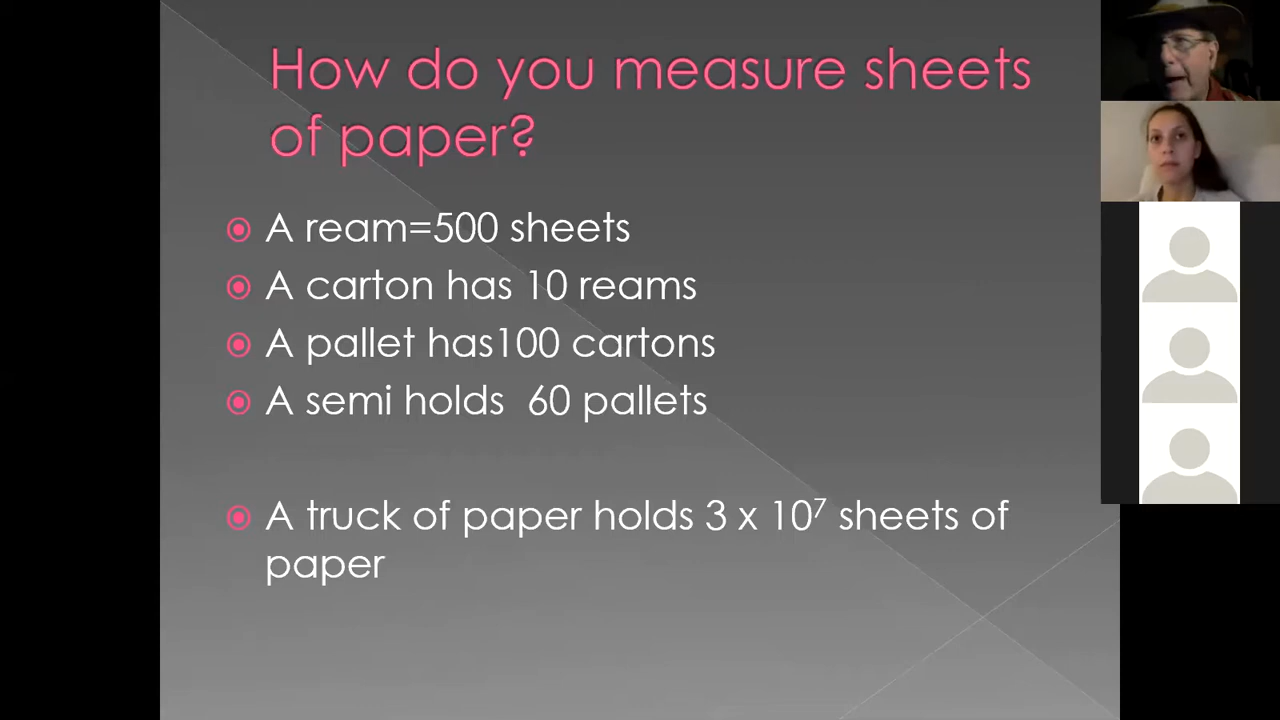 How do you measure sheets
of paper?
A ream=500 sheets
A carton has 10 reams
A pallet has100 cartons
A semi holds  60 pallets
A truck of paper holds 3 x 10⁷ sheets of
paper